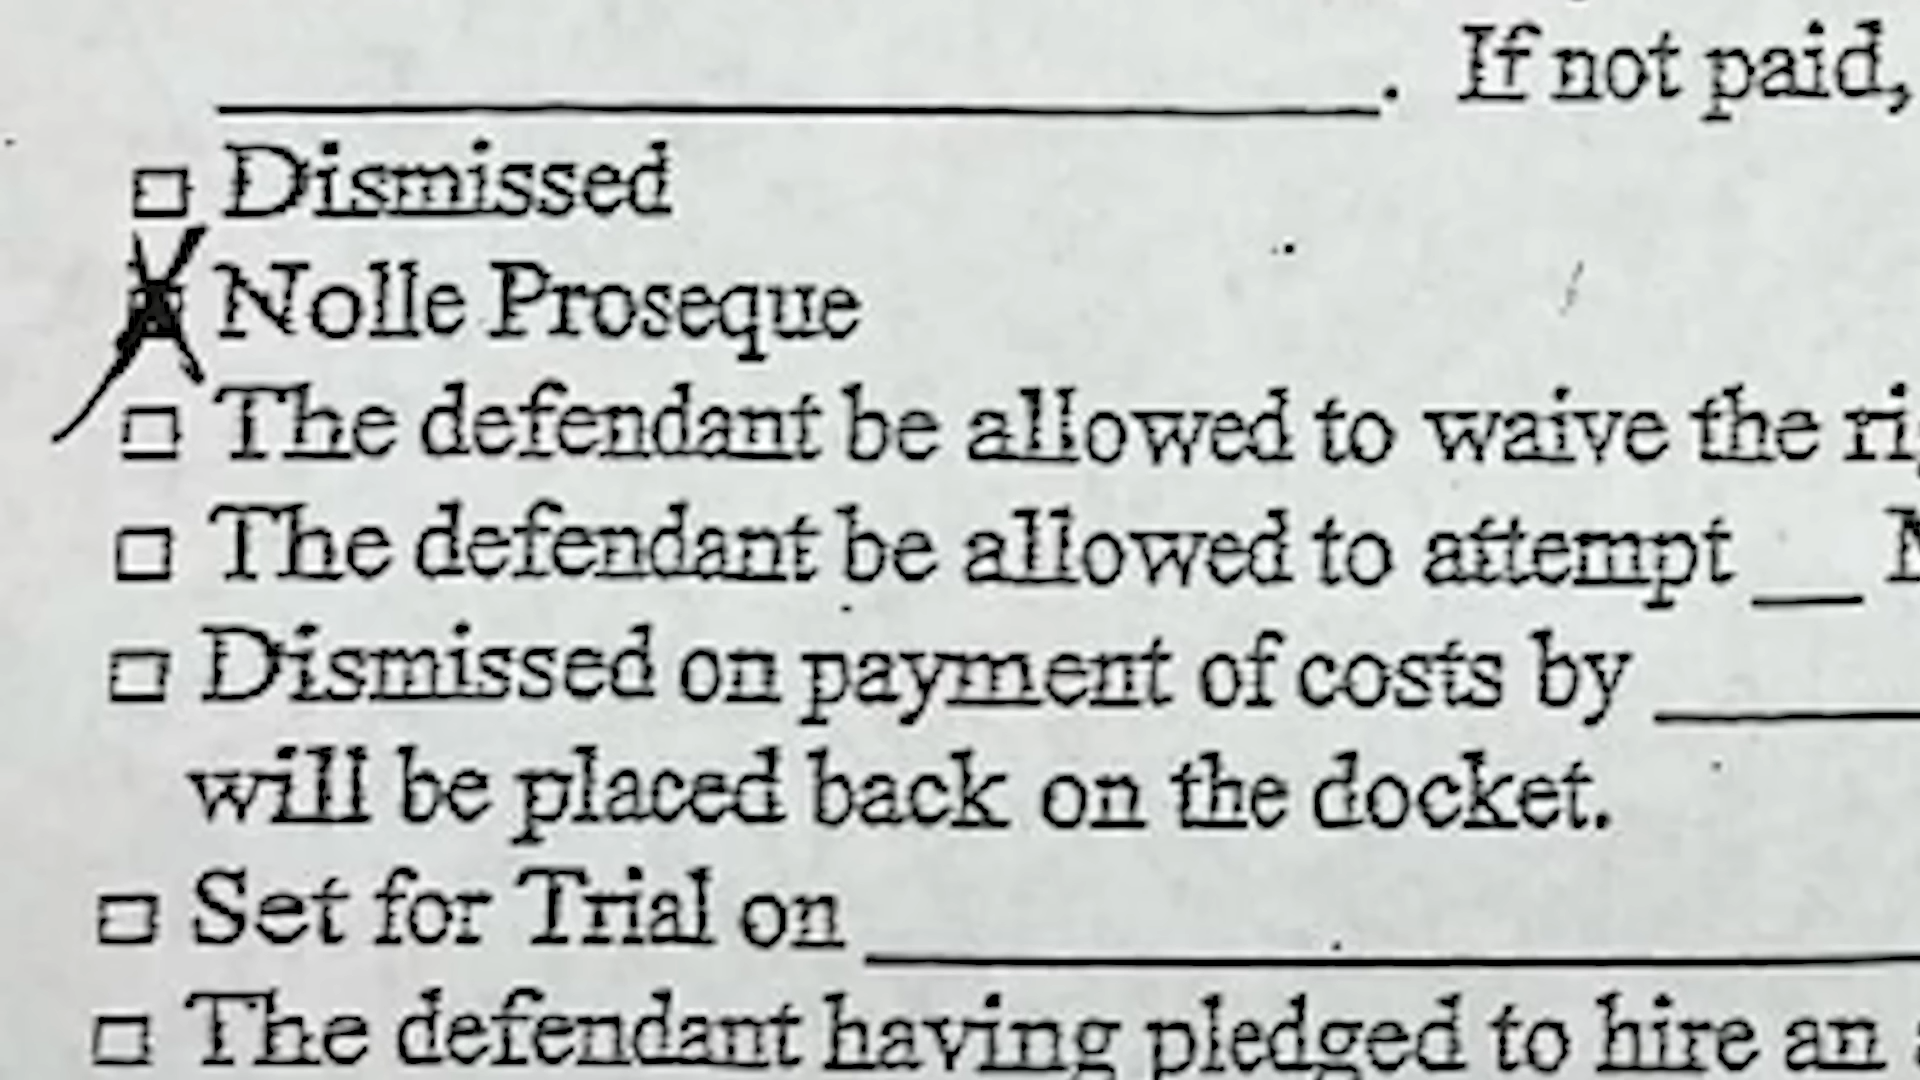 . If not paid,
Dismissed
Nolle Proseque
The defendant be allowed to waive the
The defendant be allowed to attempt __
Dismissed on payment of costs by
will be placed back on the docket.
Set for Trial on
The defendant having pledged to hire an